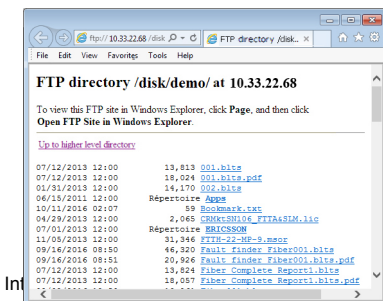 ftp://10.33.22.68/disk
FTP directory /disk...
File Edit View Favorites Tools Help
FTP directory /disk/demo/ at 10.33.22.68
To view this FTP site in Windows Explorer, click Page, and then click
Open FTP Site in Windows Explorer.
Up to higher level directory
07/12/2013 12:00 13,813 001.blts
07/12/2013 12:00 18,024 001.blts.pdf
01/31/2013 12:00 14,170 002.blts
06/15/2011 12:00 Répertoire Apps
10/11/2016 02:07 59 Bookmark.txt
04/29/2013 12:00 2,065 CRMktSN106_FTTA&SLM.lic
07/01/2013 12:00 Répertoire ERICSSON
11/05/2013 12:00 31,346 FTTH-22-MP-9.msor
09/16/2016 08:50 46,320 Fault finder Fiber001.blts
09/16/2016 08:51 20,926 Fault finder Fiber001.blts.pdf
07/12/2013 12:00 13,824 Fiber Complete Report1.blts
07/12/2013 12:00 18,057 Fiber Complete Report1.blts.pdf